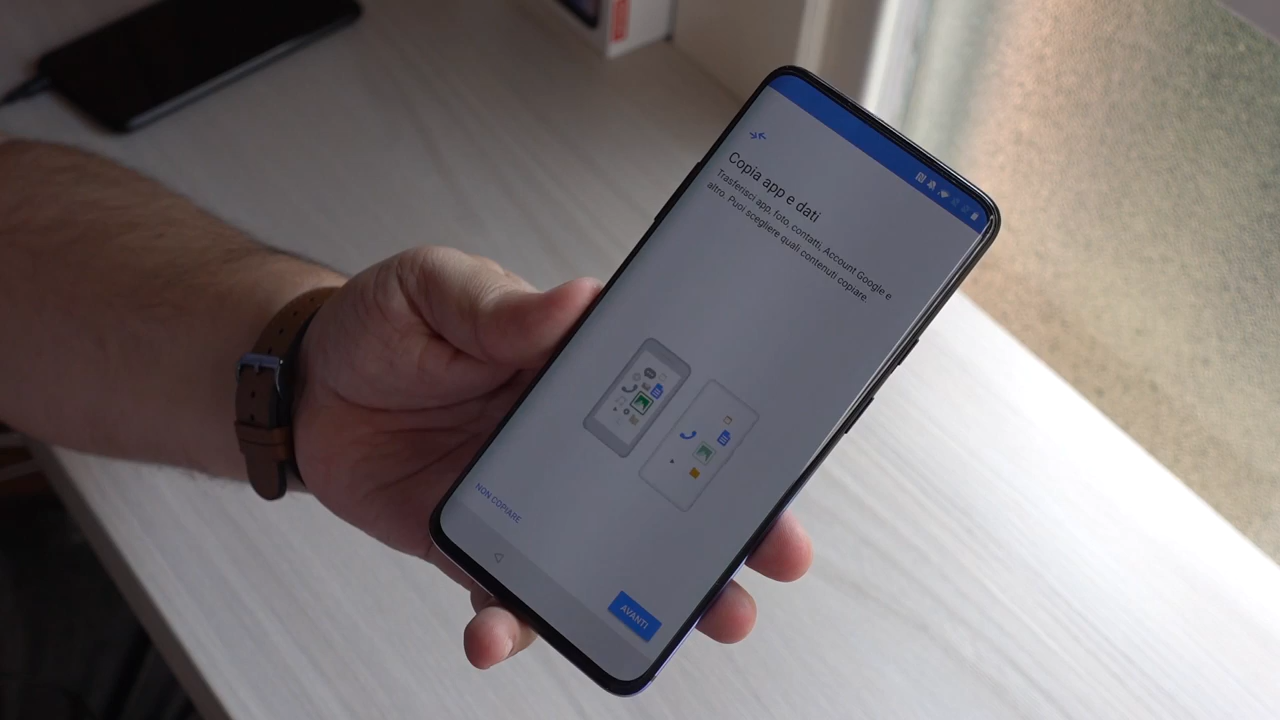 Copia app e dati
Trasferisci app, foto, contatti, Account Google e
altro. Puoi scegliere quali contenuti copiare.
NON COPIARE
AVANTI